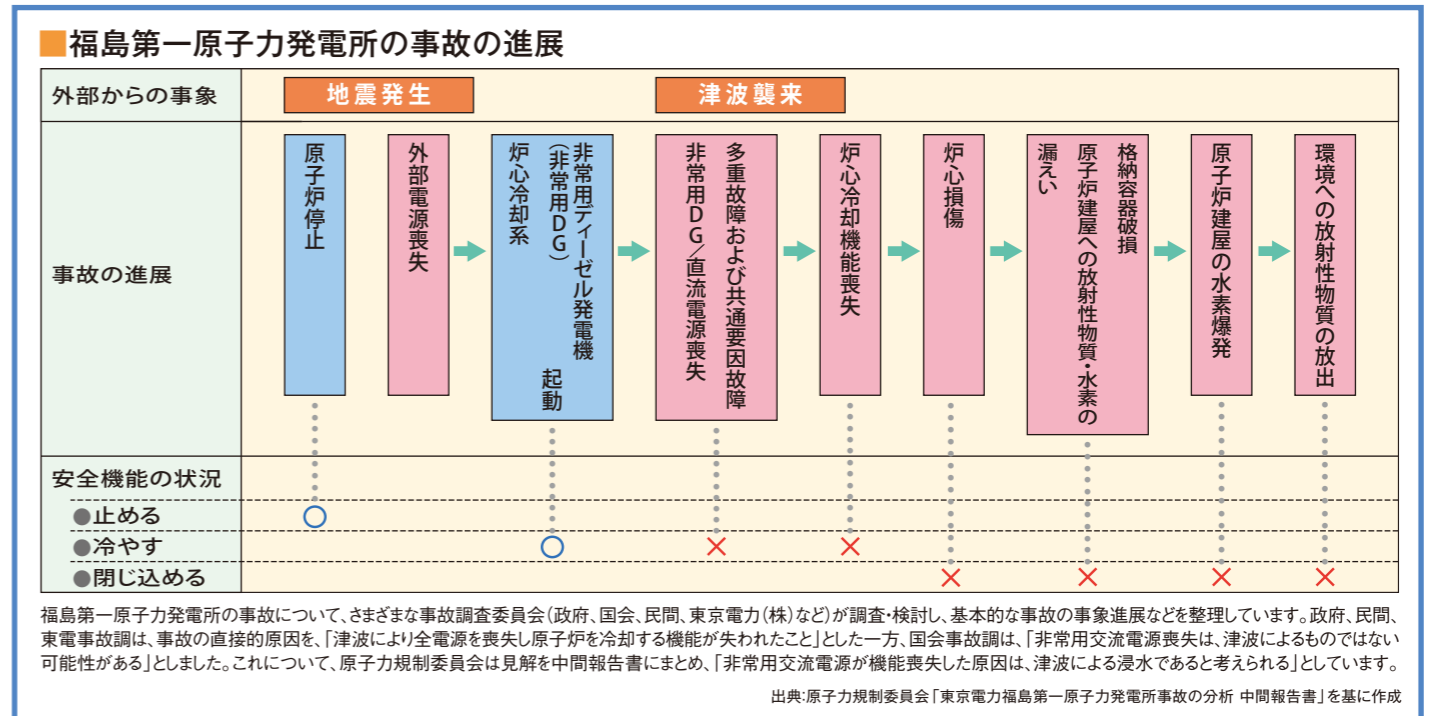 ■福島第一原子力発電所の事故の進展
外部からの事象
地震発生
津波襲来
事故の進展
原子炉停止
外部電源喪失
非常用ディーゼル発電機
(非常用DG)
炉心冷却系
起動
多重故障および共通要因故障
非常用DG/直流電源喪失
炉心冷却機能喪失
炉心損傷
格納容器破損
原子炉建屋への放射性物質・水素の
漏えい
原子炉建屋の水素爆発
環境への放射性物質の放出
安全機能の状況
●止める
○
●冷やす
○ × ×
●閉じ込める
× × × ×
福島第一原子力発電所の事故について、さまざまな事故調査委員会(政府、国会、民間、東京電力(株)など)が調査・検討し、基本的な事故の事象進展などを整理しています。政府、民間、
東電事故調は、事故の直接的原因を、「津波により全電源を喪失し原子炉を冷却する機能が失われたこと」とした一方、国会事故調は、「非常用交流電源喪失は、津波によるものではない
可能性がある」としました。これについて、原子力規制委員会は見解を中間報告書にまとめ、「非常用交流電源が機能喪失した原因は、津波による浸水であると考えられる」としています。
出典:原子力規制委員会「東京電力福島第一原子力発電所事故の分析 中間報告書」を基に作成